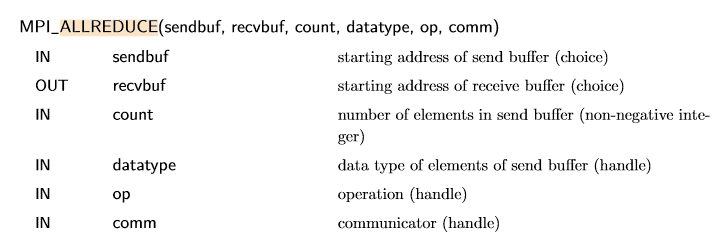 MPI_ALLREDUCE(sendbuf, recvbuf, count, datatype, op, comm)
IN sendbuf starting address of send buffer (choice)
OUT recvbuf starting address of receive buffer (choice)
IN count number of elements in send buffer (non-negative inte-
ger)
IN datatype data type of elements of send buffer (handle)
IN op operation (handle)
IN comm communicator (handle)